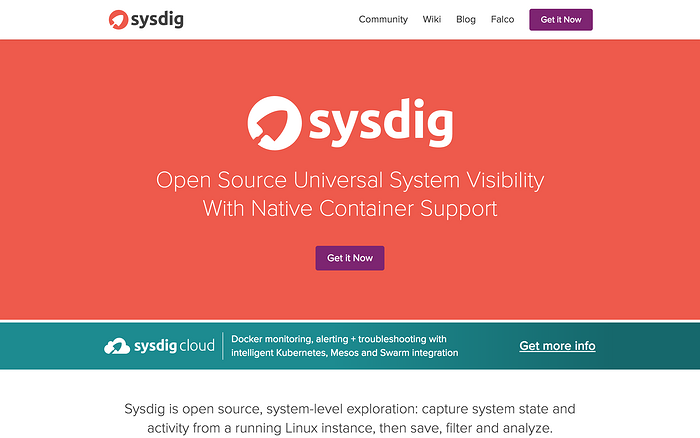 sysdig
Community Wiki Blog Falco Get it Now
sysdig
Open Source Universal System Visibility
With Native Container Support
Get it Now
sysdig cloud
Docker monitoring, alerting + troubleshooting with
intelligent Kubernetes, Mesos and Swarm integration
Get more info
Sysdig is open source, system-level exploration: capture system state and
activity from a running Linux instance, then save, filter and analyze.